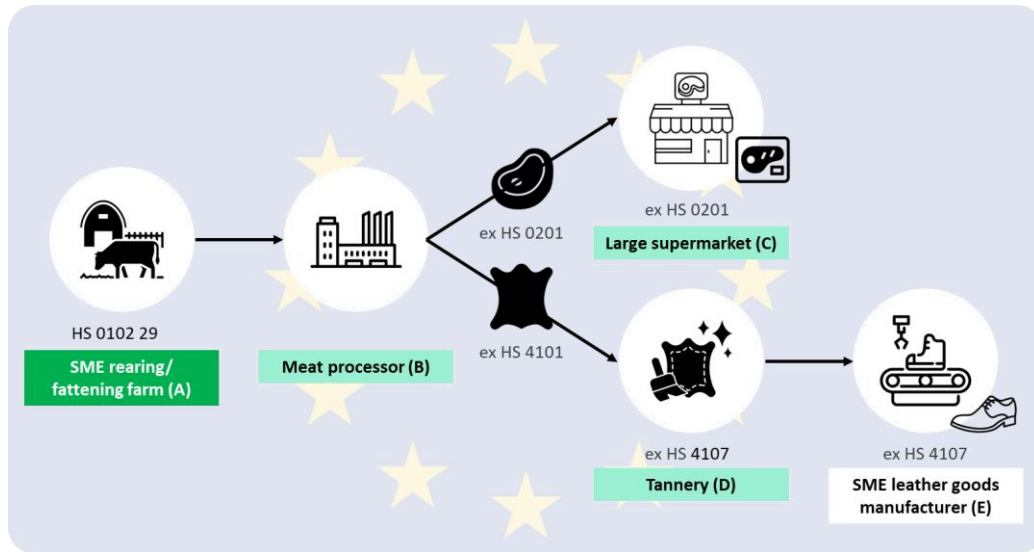 ex HS 0201
ex HS 0201
Large supermarket (C)
HS 0102 29
SME rearing/
fattening farm (A)
Meat processor (B)
ex HS 4101
ex HS 4107
Tannery (D)
ex HS 4107
SME leather goods
manufacturer (E)